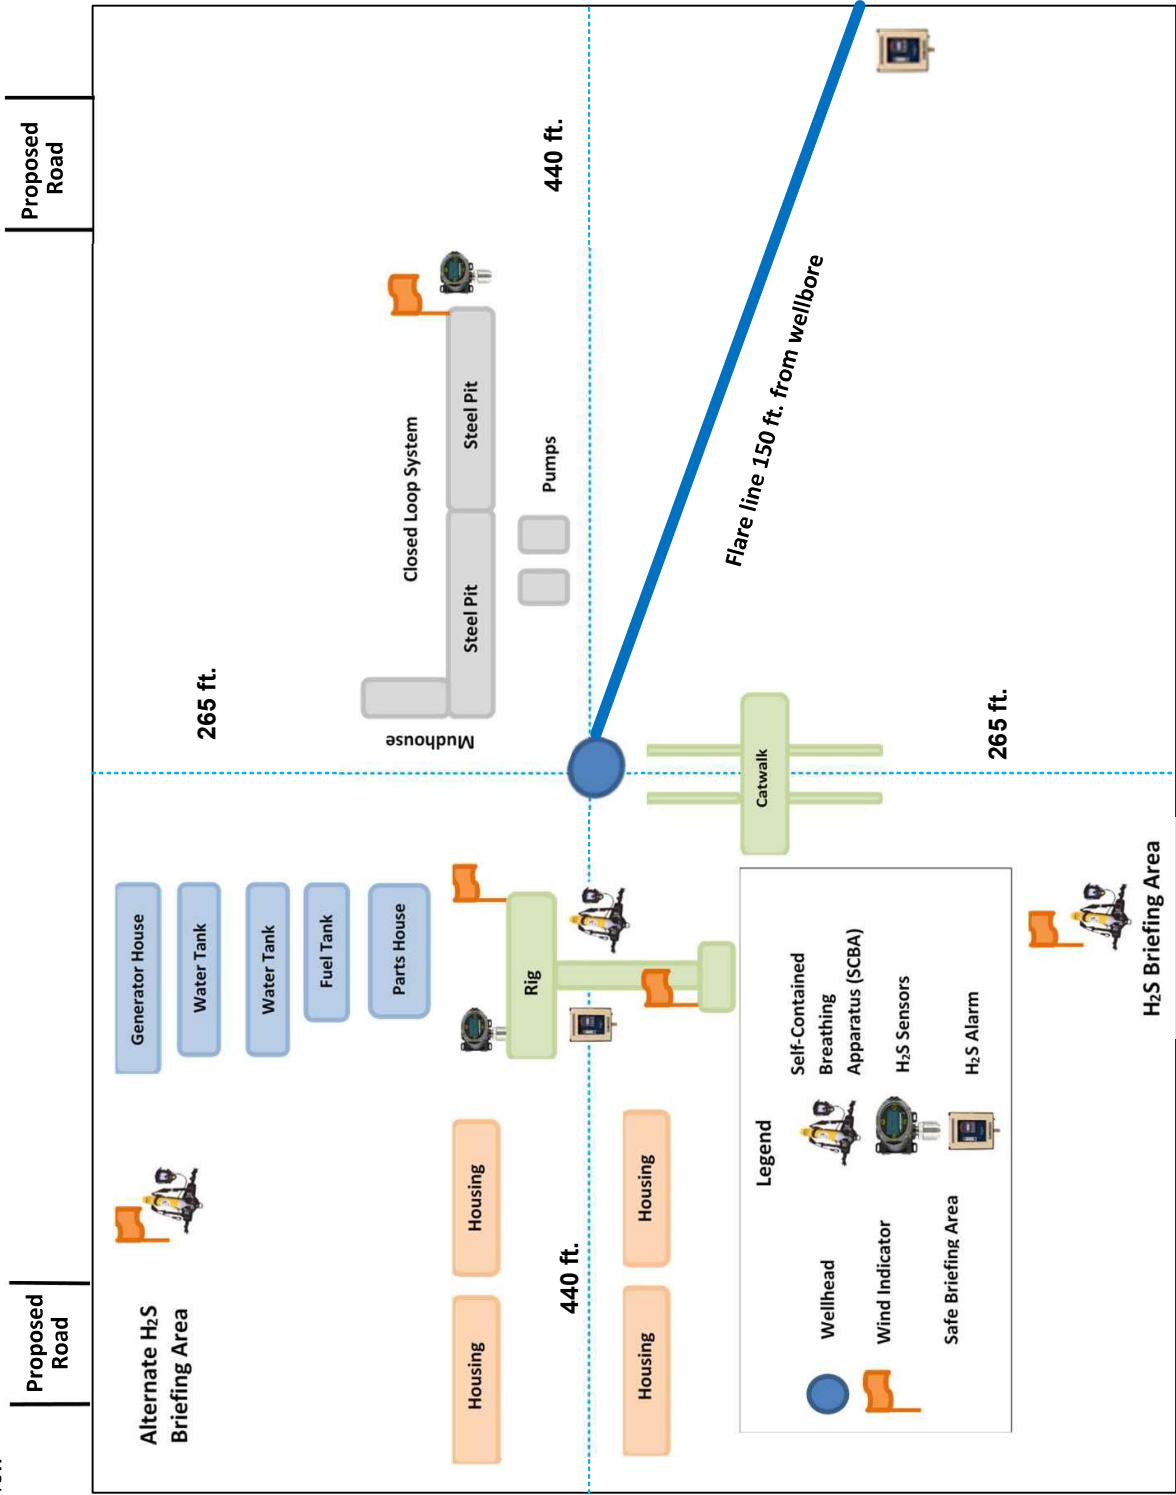 Proposed
Road
Proposed
Road
Alternate H₂S
Briefing Area
Generator House
Water Tank
Water Tank
Fuel Tank
Parts House
265 ft.
Mudhouse
Closed Loop System
Steel Pit
Steel Pit
Pumps
440 ft.
Flare line 150 ft. from wellbore
Housing
Housing
Housing
Housing
440 ft.
Rig
Catwalk
265 ft.
Legend
Wellhead
Wind Indicator
Safe Briefing Area
Self-Contained
Breathing
Apparatus (SCBA)
H₂S Sensors
H₂S Alarm
H₂S Briefing Area